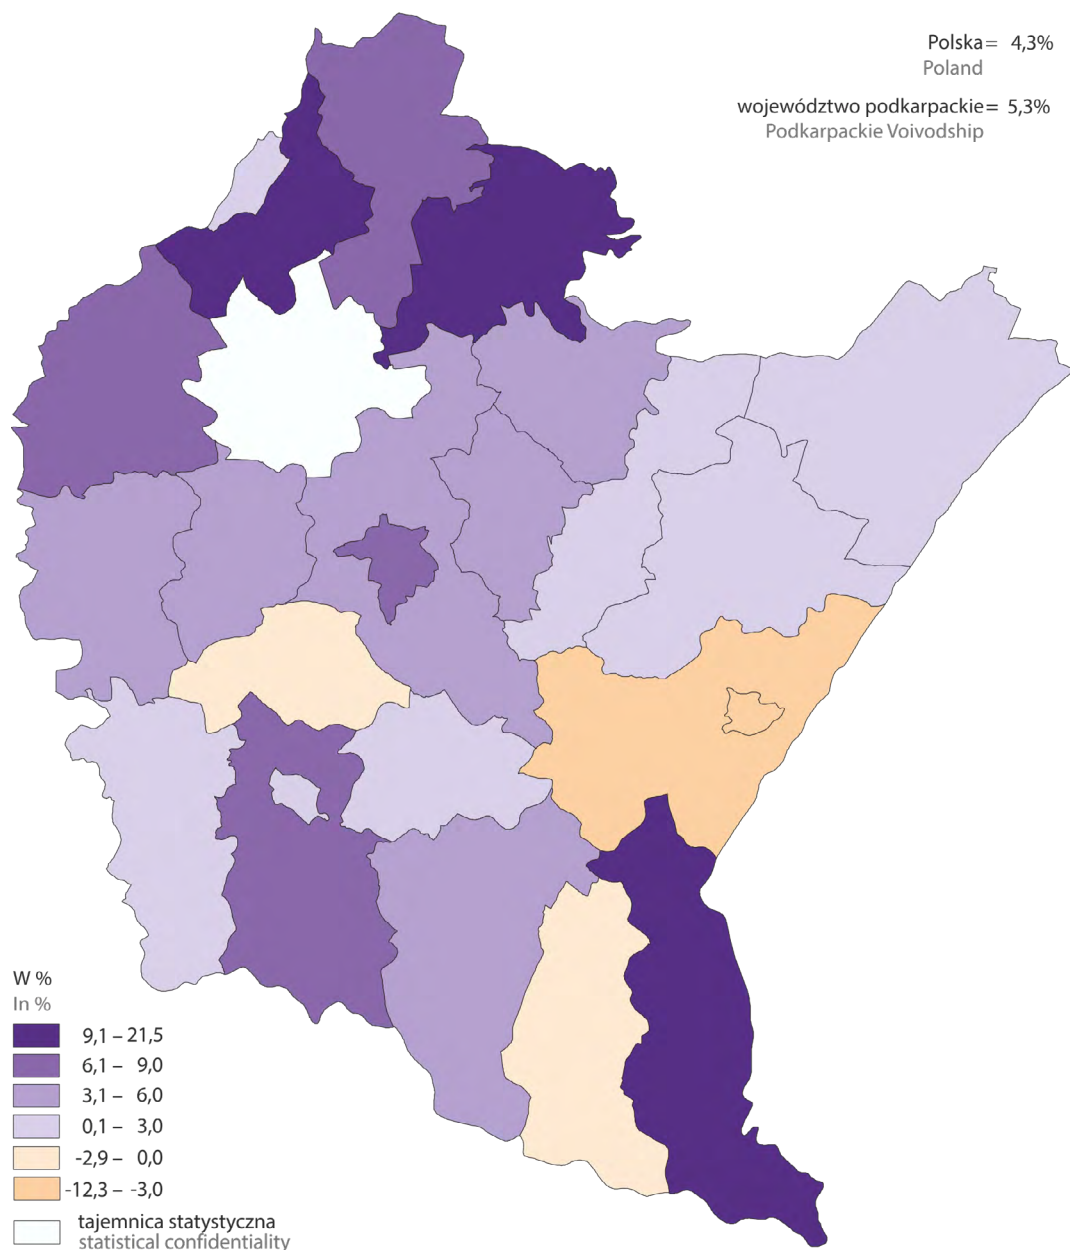 Polska = 4,3%
Poland
województwo podkarpackie = 5,3%
Podkarpackie Voivodship
W %
In %
9,1 – 21,5
6,1 – 9,0
3,1 – 6,0
0,1 – 3,0
-2,9 – 0,0
-12,3 – -3,0
tajemnica statystyczna
statistical confidentiality